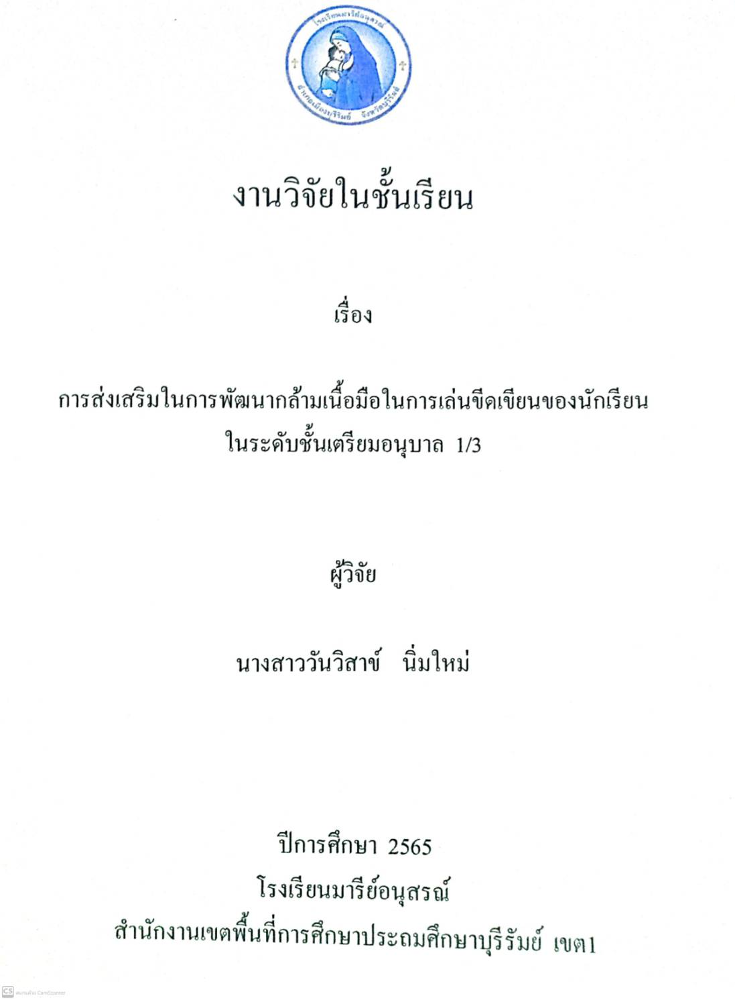 โรงเรียนมารีย์อนุสรณ์
อำเภอเมืองบุรีรัมย์ จังหวัดบุรีรัมย์
งานวิจัยในชั้นเรียน
เรื่อง
การส่งเสริมในการพัฒนากล้ามเนื้อมือในการเล่นขีดเขียนของนักเรียน
ในระดับชั้นเตรียมอนุบาล 1/3
ผู้วิจัย
นางสาววันวิสาข์ นิ่มใหม่
ปีการศึกษา 2565
โรงเรียนมารีย์อนุสรณ์
สำนักงานเขตพื้นที่การศึกษาประถมศึกษาบุรีรัมย์ เขต1
CS สแกนด้วย CamScanner